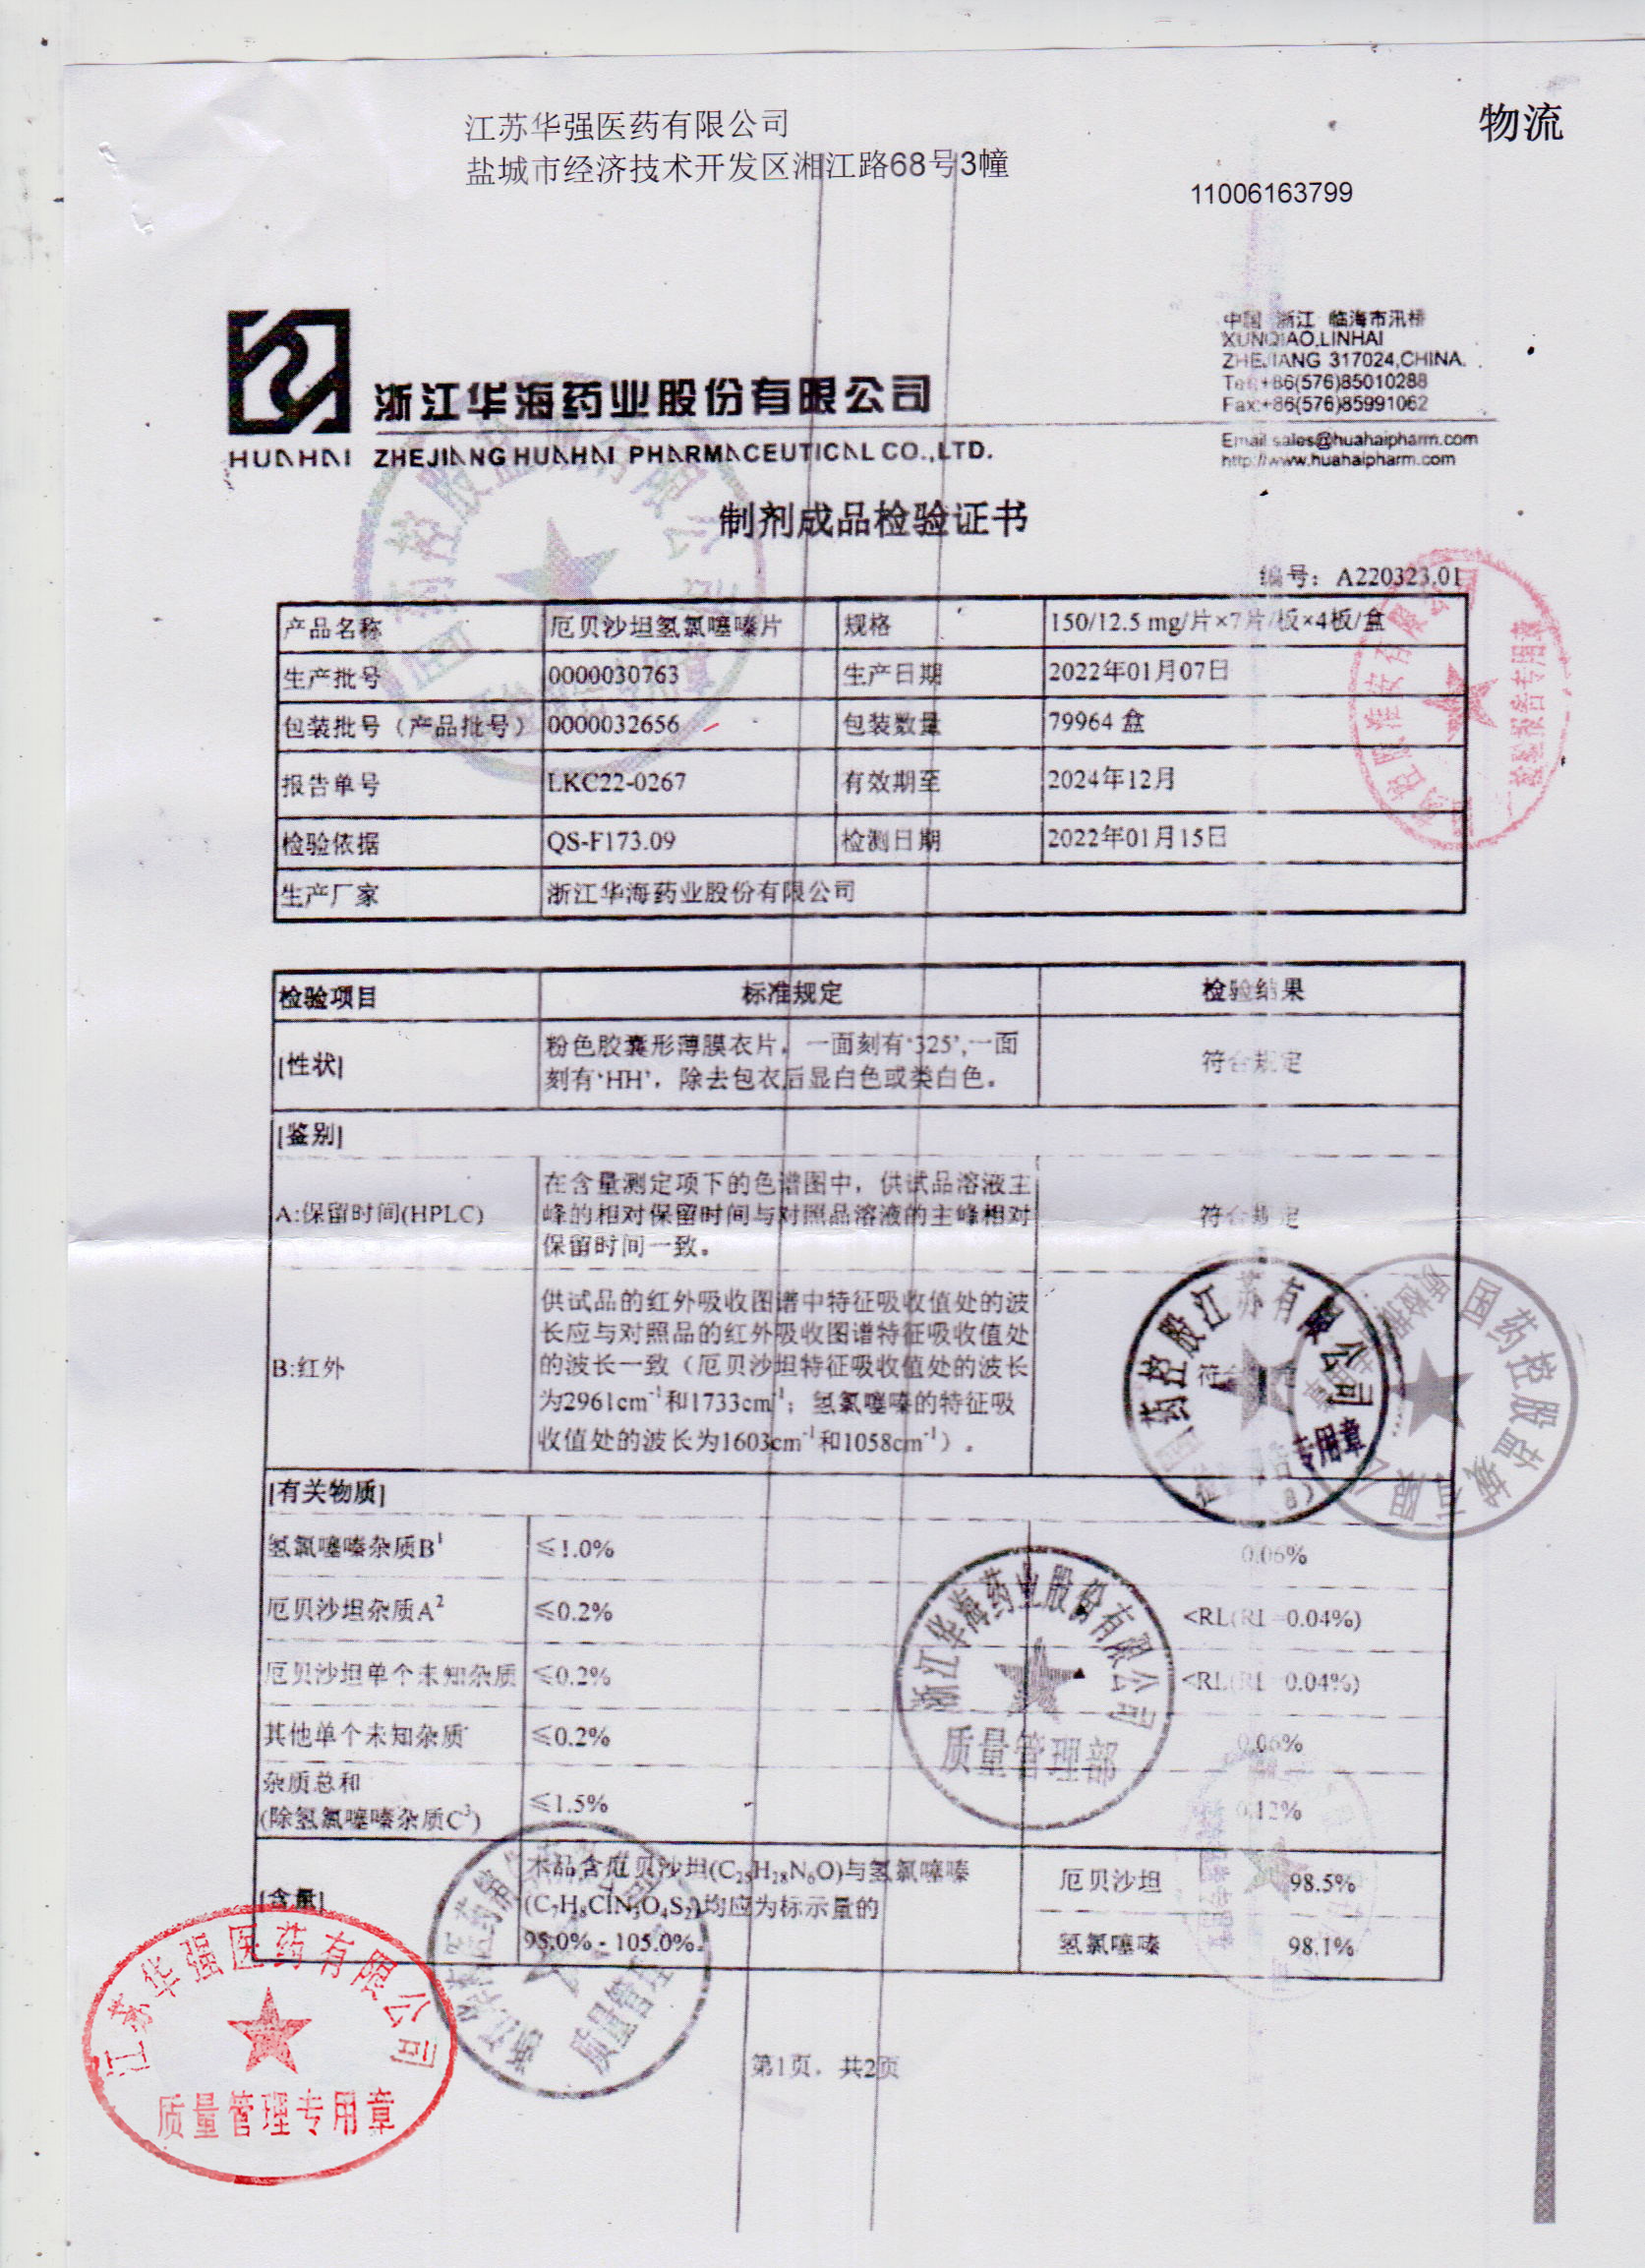 江苏华强医药有限公司
物流
盐城市经济技术开发区湘江路68号3幢
11006163799
中国 浙江 临海市汛桥
XUNQIAO,LINHAI
ZHEJIANG 317024,CHINA.
Tel:+86(576)85010288
Fax:+86(576)85991062
浙江华海药业股份有限公司
Email sales@huahaipharm.com
http://www.huahaipharm.com
HUAHAI ZHEJIANG HUAHAI PHARMACEUTICAL CO.,LTD.
制剂成品检验证书
编号：A220323.01
产品名称 厄贝沙坦氢氯噻嗪片 规格 150/12.5 mg/片×7片/板×4板/盒
生产批号 0000030763 生产日期 2022年01月07日
包装批号（产品批号） 0000032656 包装数量 79964 盒
报告单号 LKC22-0267 有效期至 2024年12月
检验依据 QS-F173.09 检测日期 2022年01月15日
生产厂家 浙江华海药业股份有限公司
检验项目 标准规定 检验结果
[性状] 粉色胶囊形薄膜衣片，一面刻有‘325’,一面
刻有‘HH’，除去包衣后显白色或类白色。
符合规定
[鉴别]
A:保留时间(HPLC)
在含量测定项下的色谱图中，供试品溶液主
峰的相对保留时间与对照品溶液的主峰相对
保留时间一致。
符合规定
B:红外
供试品的红外吸收图谱中特征吸收值处的波
长应与对照品的红外吸收图谱特征吸收值处
的波长一致（厄贝沙坦特征吸收值处的波长
为2961cm⁻¹和1733cm⁻¹；氢氯噻嗪的特征吸
收值处的波长为1603cm⁻¹和1058cm⁻¹）。
[有关物质]
氢氯噻嗪杂质B¹ ≤1.0% 0.06%
厄贝沙坦杂质A² ≤0.2% <RL(RL=0.04%)
厄贝沙坦单个未知杂质 ≤0.2% <RL(RL=0.04%)
其他单个未知杂质 ≤0.2% 0.06%
杂质总和
(除氢氯噻嗪杂质C³) ≤1.5% 0.12%
[含量]
本品含厄贝沙坦(C₂₅H₂₈N₆O)与氢氯噻嗪
(C₇H₈ClN₃O₄S₂)均应为标示量的
95.0% - 105.0%。
厄贝沙坦 98.5%
氢氯噻嗪 98.1%
浙江华海药业股份有限公司
质量管理部
江苏华强医药有限公司
质量管理专用章
第1页，共2页